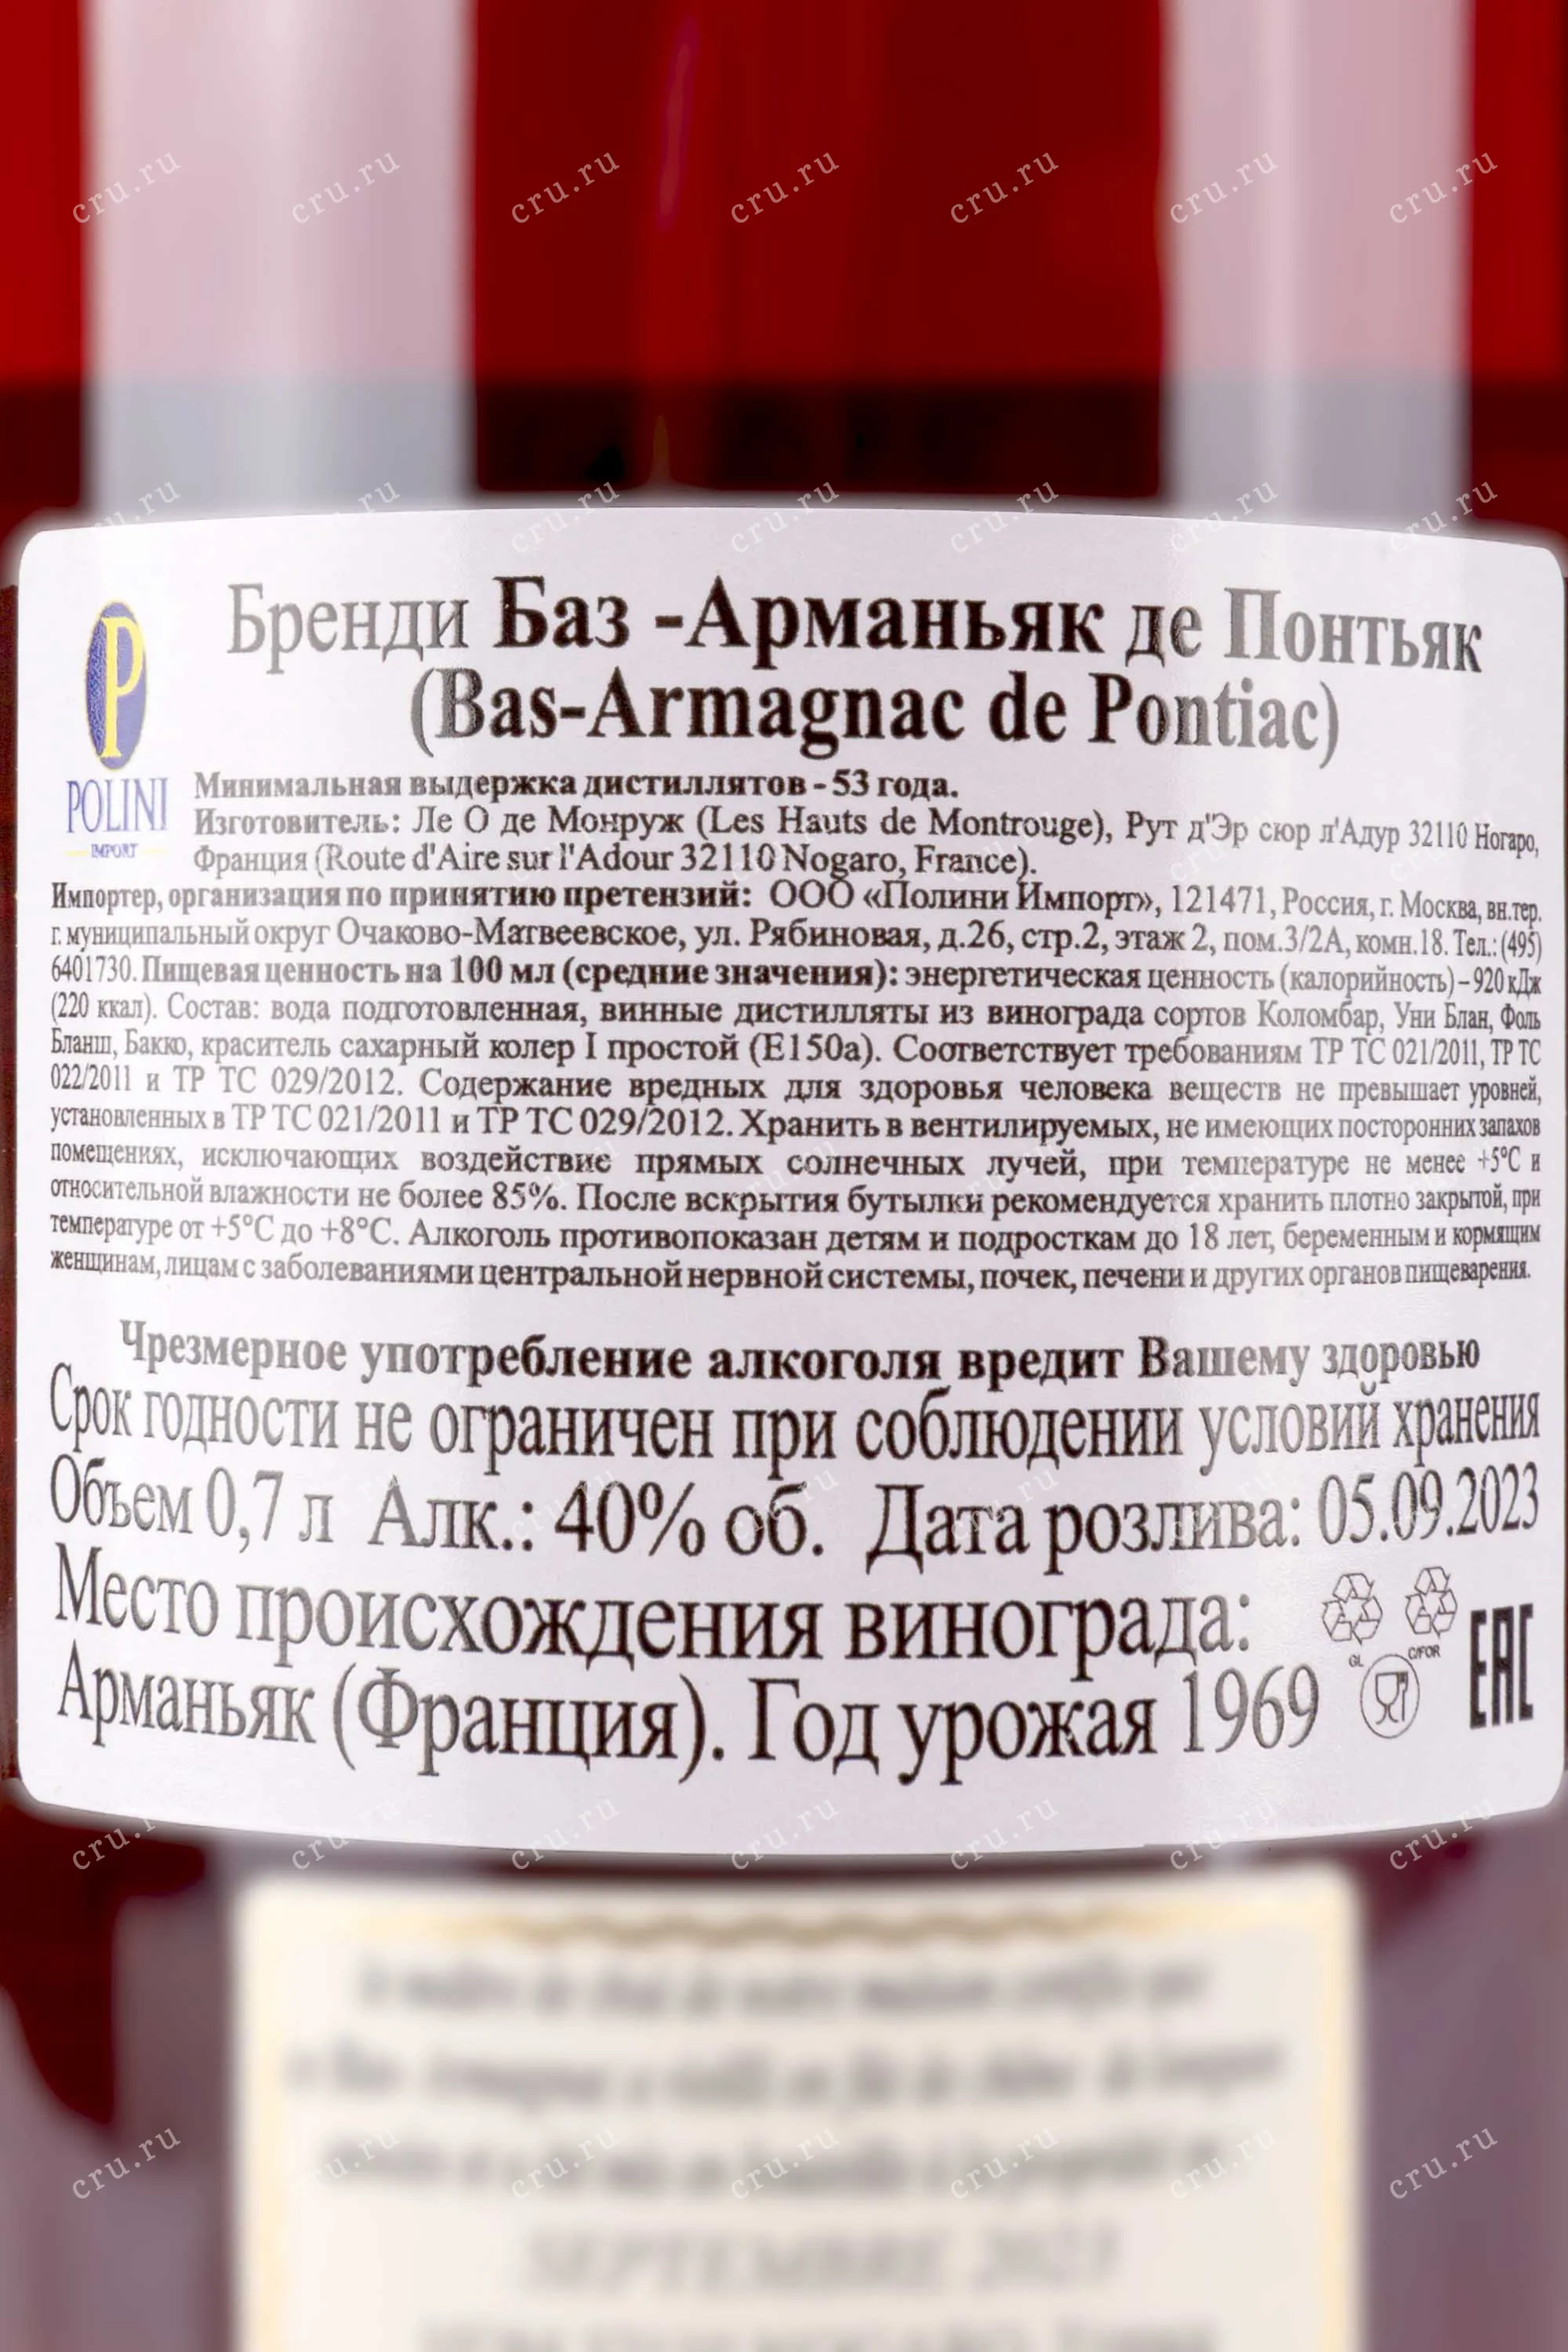 Бренди Баз -Арманьяк де Понтьяк
(Bas-Armagnac de Pontiac)
POLINI
IMPORT
Минимальная выдержка дистиллятов - 53 года.
Изготовитель: Ле О де Монруж (Les Hauts de Montrouge), Рут д'Эр сюр л'Адур 32110 Ногаро,
Франция (Route d'Aire sur l'Adour 32110 Nogaro, France).
Импортер, организация по принятию претензий: ООО «Полини Импорт», 121471, Россия, г. Москва, вн.тер.
г. муниципальный округ Очаково-Матвеевское, ул. Рябиновая, д.26, стр.2, этаж 2, пом.3/2А, комн.18. Тел.: (495)
6401730. Пищевая ценность на 100 мл (средние значения): энергетическая ценность (калорийность) – 920 кДж
(220 ккал). Состав: вода подготовленная, винные дистилляты из винограда сортов Коломбар, Уни Блан, Фоль
Бланш, Бакко, краситель сахарный колер I простой (Е150а). Соответствует требованиям ТР ТС 021/2011, ТР ТС
022/2011 и ТР ТС 029/2012. Содержание вредных для здоровья человека веществ не превышает уровней,
установленных в ТР ТС 021/2011 и ТР ТС 029/2012. Хранить в вентилируемых, не имеющих посторонних запахов
помещениях, исключающих воздействие прямых солнечных лучей, при температуре не менее +5°С и
относительной влажности не более 85%. После вскрытия бутылки рекомендуется хранить плотно закрытой, при
температуре от +5°С до +8°С. Алкоголь противопоказан детям и подросткам до 18 лет, беременным и кормящим
женщинам, лицам с заболеваниями центральной нервной системы, почек, печени и других органов пищеварения.
Чрезмерное употребление алкоголя вредит Вашему здоровью
Срок годности не ограничен при соблюдении условий хранения
Объем 0,7 л Алк.: 40% об. Дата розлива: 05.09.2023
Место происхождения винограда:
Арманьяк (Франция). Год урожая 1969
GL
C/FOR
EAC
SEPTEMBRE 2023
cru.ru